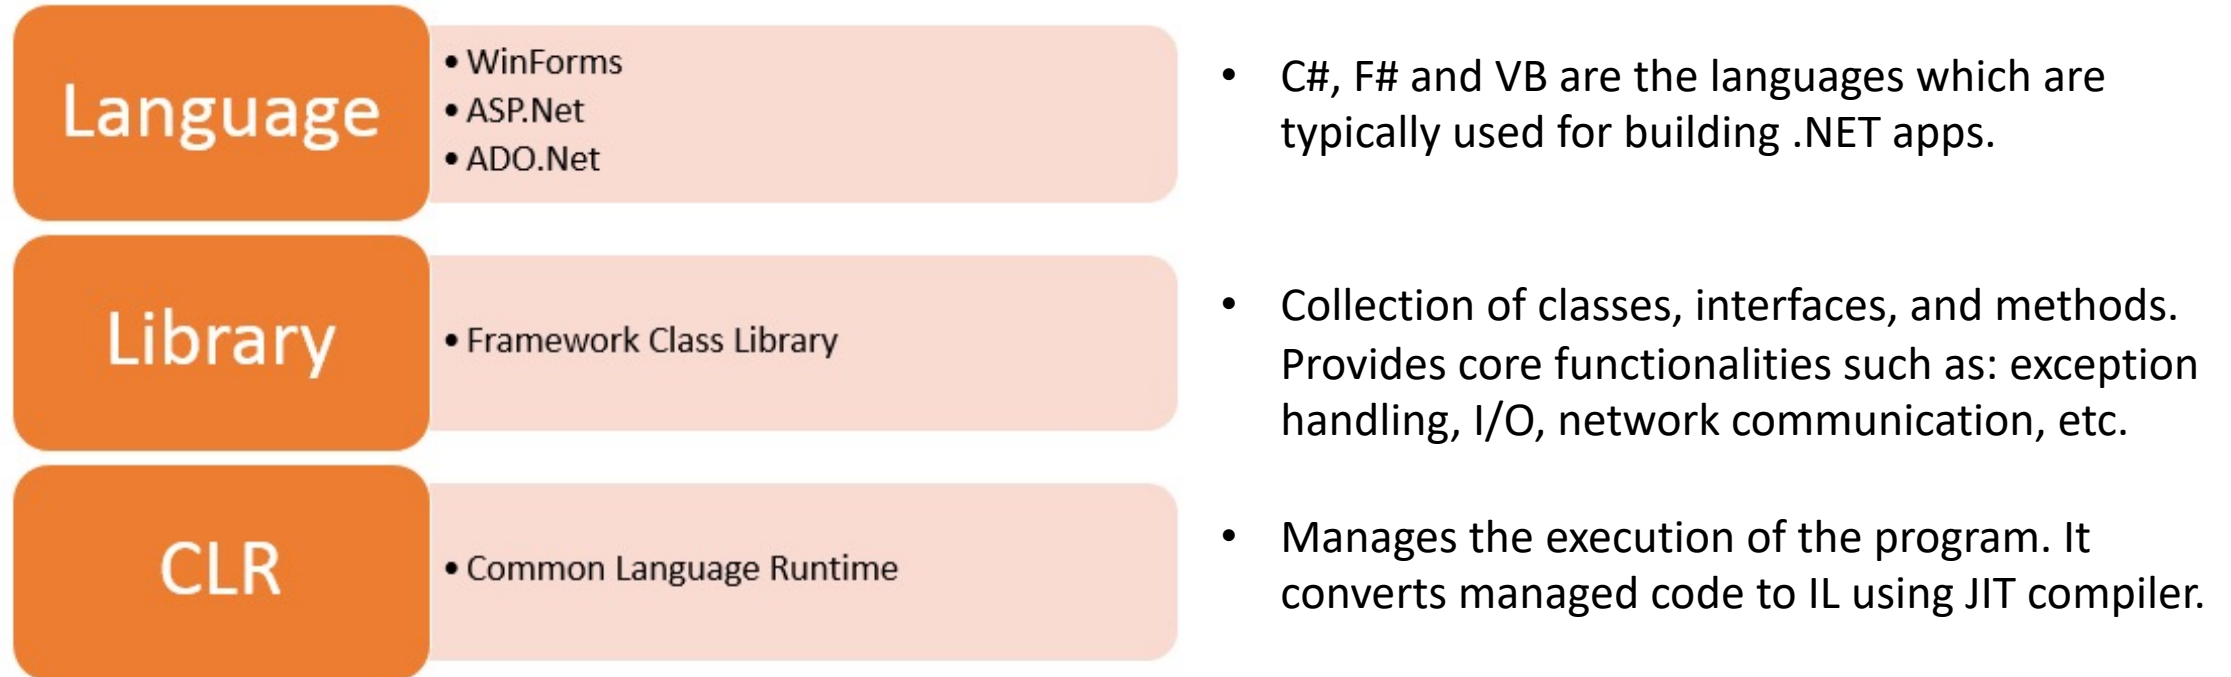 Language
• WinForms
• ASP.Net
• ADO.Net
• C#, F# and VB are the languages which are
typically used for building .NET apps.
Library
• Framework Class Library
• Collection of classes, interfaces, and methods.
Provides core functionalities such as: exception
handling, I/O, network communication, etc.
CLR
• Common Language Runtime
• Manages the execution of the program. It
converts managed code to IL using JIT compiler.